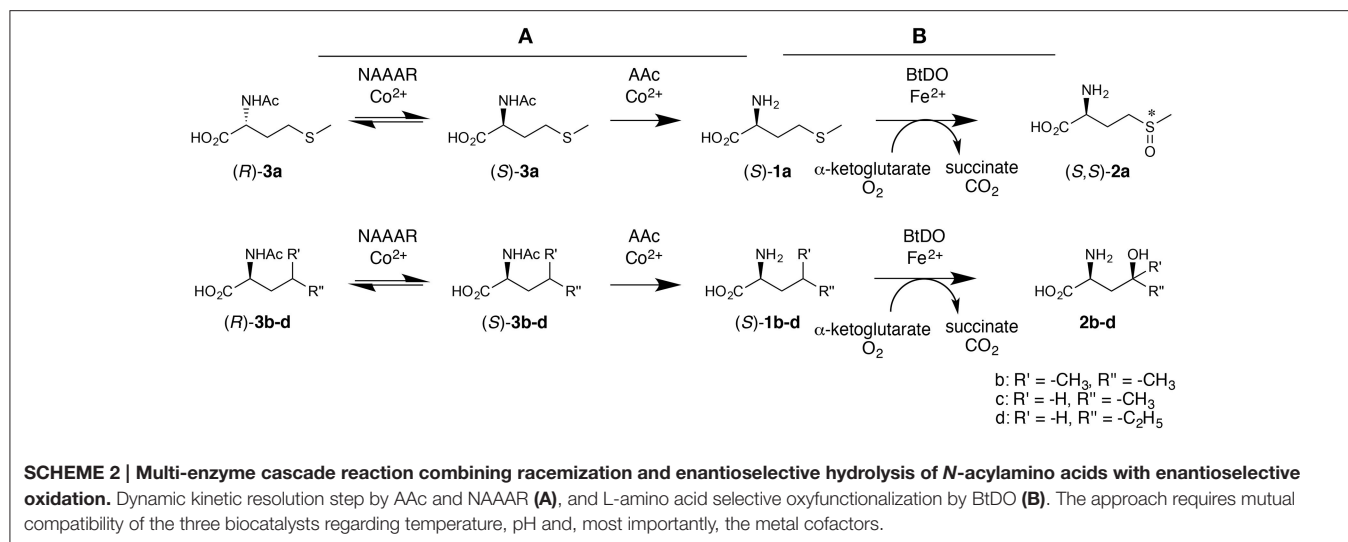 A B
NAAAR AAc BtDO
Co2+ Co2+ Fe2+
NHAc NHAc NH2 NH2
HO2C S HO2C S HO2C S HO2C S *
O
(R)-3a (S)-3a (S)-1a α-ketoglutarate succinate (S,S)-2a
O2 CO2
NAAAR AAc BtDO
Co2+ Co2+ Fe2+
NHAc R' NHAc R' NH2 R' NH2 OH R'
HO2C R" HO2C R" HO2C R" HO2C R"
(R)-3b-d (S)-3b-d (S)-1b-d α-ketoglutarate succinate 2b-d
O2 CO2
b: R' = -CH3, R" = -CH3
c: R' = -H, R" = -CH3
d: R' = -H, R" = -C2H5
SCHEME 2 | Multi-enzyme cascade reaction combining racemization and enantioselective hydrolysis of N-acylamino acids with enantioselective
oxidation. Dynamic kinetic resolution step by AAc and NAAAR (A), and L-amino acid selective oxyfunctionalization by BtDO (B). The approach requires mutual
compatibility of the three biocatalysts regarding temperature, pH and, most importantly, the metal cofactors.